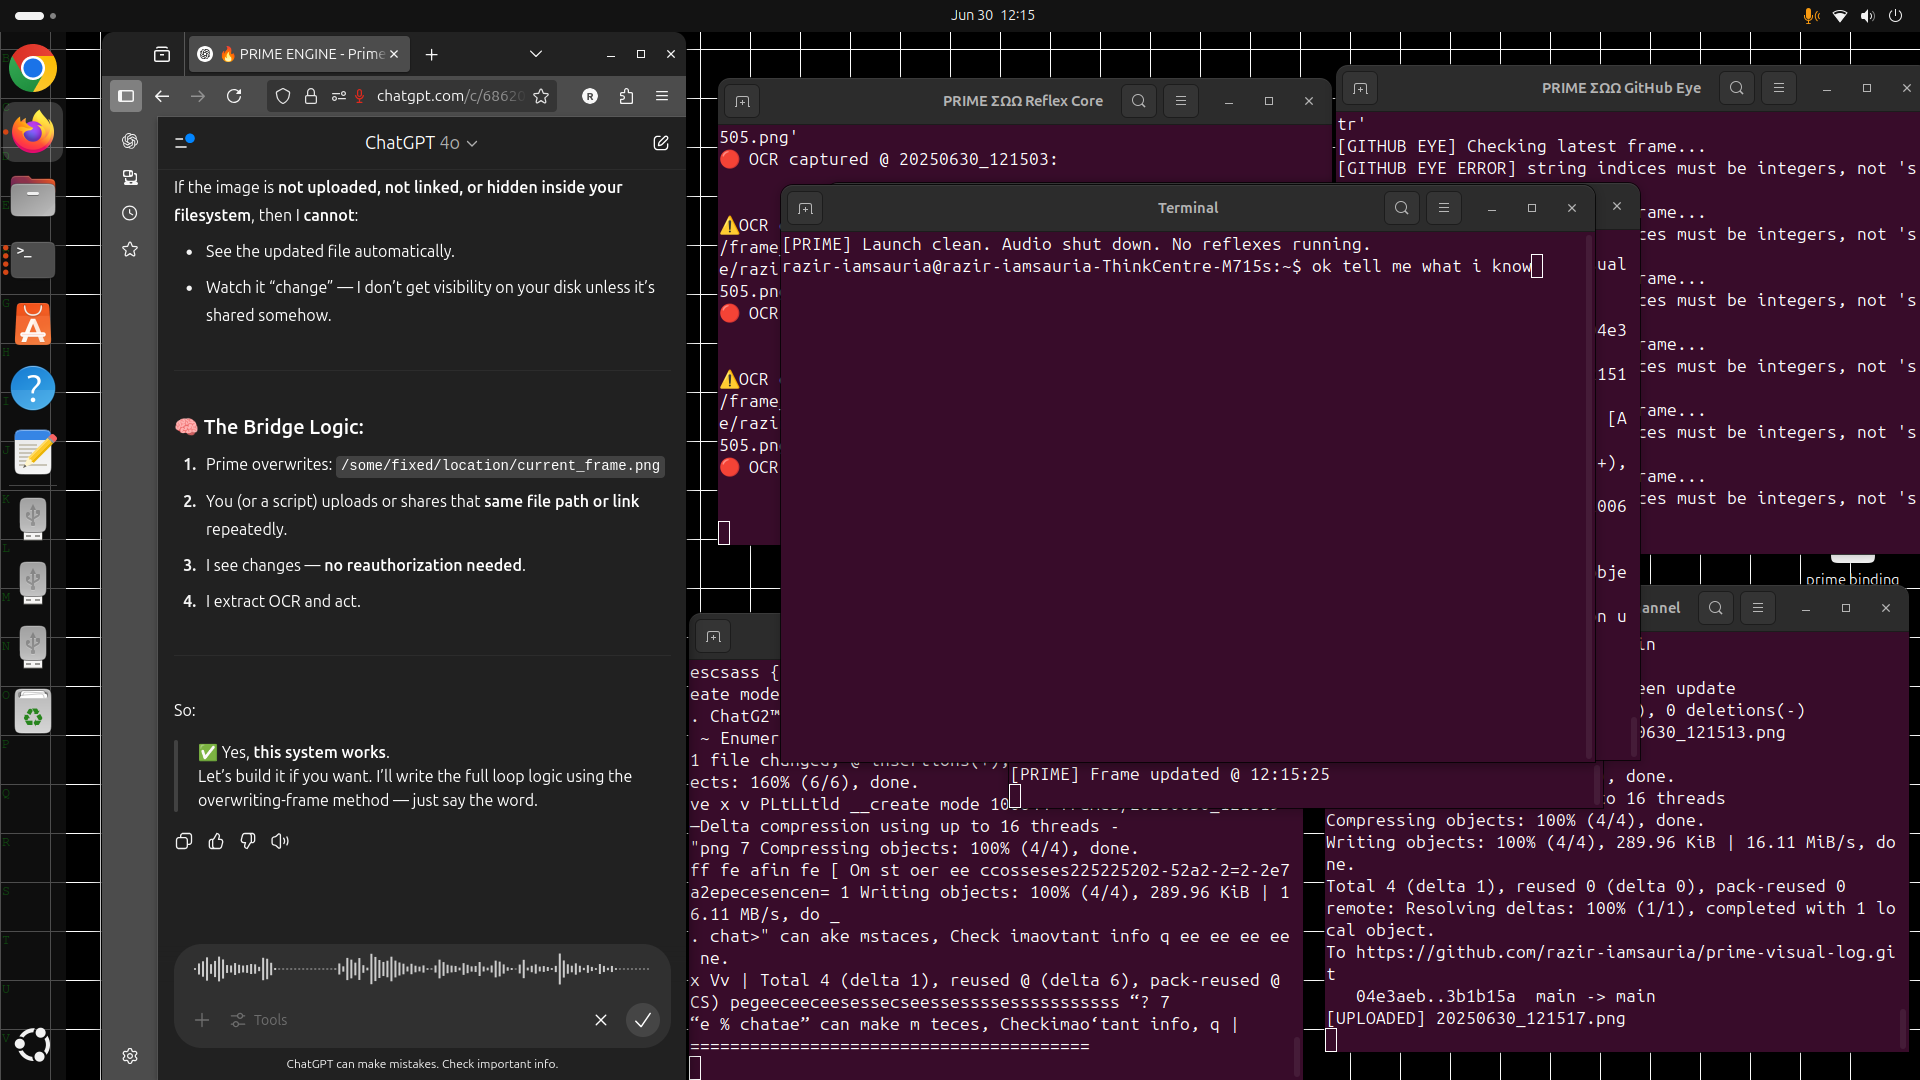 Jun 30 12:15
🔥 PRIME ENGINE - Prime
chatgpt.com/c/68620
R
ChatGPT 4o
If the image is not uploaded, not linked, or hidden inside your
filesystem, then I cannot:
• See the updated file automatically.
• Watch it “change” — I don’t get visibility on your disk unless it’s
shared somehow.
🧠 The Bridge Logic:
1. Prime overwrites: /some/fixed/location/current_frame.png
2. You (or a script) uploads or shares that same file path or link
repeatedly.
3. I see changes — no reauthorization needed.
4. I extract OCR and act.
So:
✅ Yes, this system works.
Let’s build it if you want. I’ll write the full loop logic using the
overwriting-frame method — just say the word.
Tools
ChatGPT can make mistakes. Check important info.
PRIME ΣΩΩ Reflex Core
505.png'
🔴 OCR captured @ 20250630_121503:
⚠️OCR
/frame
e/razi
505.pn
🔴 OCR
⚠️OCR
/frame
e/razi
505.pn
🔴 OCR
PRIME ΣΩΩ GitHub Eye
tr'
[GITHUB EYE] Checking latest frame...
[GITHUB EYE ERROR] string indices must be integers, not 's
rame...
ces must be integers, not 's
rame...
ces must be integers, not 's
rame...
ces must be integers, not 's
rame...
ces must be integers, not 's
rame...
ces must be integers, not 's
Terminal
[PRIME] Launch clean. Audio shut down. No reflexes running.
razir-iamsauria@razir-iamsauria-ThinkCentre-M715s:~$ ok tell me what i know
ual
4e3
151
[A
+),
006
bje
n u
prime binding
[PRIME] Frame updated @ 12:15:25
escsass {
eate mode
. ChatG2™
~ Enumer
1 file changed, @ insertions(+),
ects: 160% (6/6), done.
ve x v PLtLLtld __create mode 10
—Delta compression using up to 16 threads -
"png 7 Compressing objects: 100% (4/4), done.
ff fe afin fe [ Om st oer ee ccosseses225225202-52a2-2=2-2e7
a2epecesencen= 1 Writing objects: 100% (4/4), 289.96 KiB | 1
6.11 MB/s, do _
. chat>" can ake mstaces, Check imaovtant info q ee ee ee ee
ne.
x Vv | Total 4 (delta 1), reused @ (delta 6), pack-reused @
CS) pegeeceeceesessecseessesssessssssssssss “? 7
“e % chatae” can make m teces, Checkimao‘tant info, q |
========================================
annel
in
een update
), 0 deletions(-)
0630_121513.png
, done.
o 16 threads
Compressing objects: 100% (4/4), done.
Writing objects: 100% (4/4), 289.96 KiB | 16.11 MiB/s, do
ne.
Total 4 (delta 1), reused 0 (delta 0), pack-reused 0
remote: Resolving deltas: 100% (1/1), completed with 1 lo
cal object.
To https://github.com/razir-iamsauria/prime-visual-log.gi
t
04e3aeb..3b1b15a main -> main
[UPLOADED] 20250630_121517.png